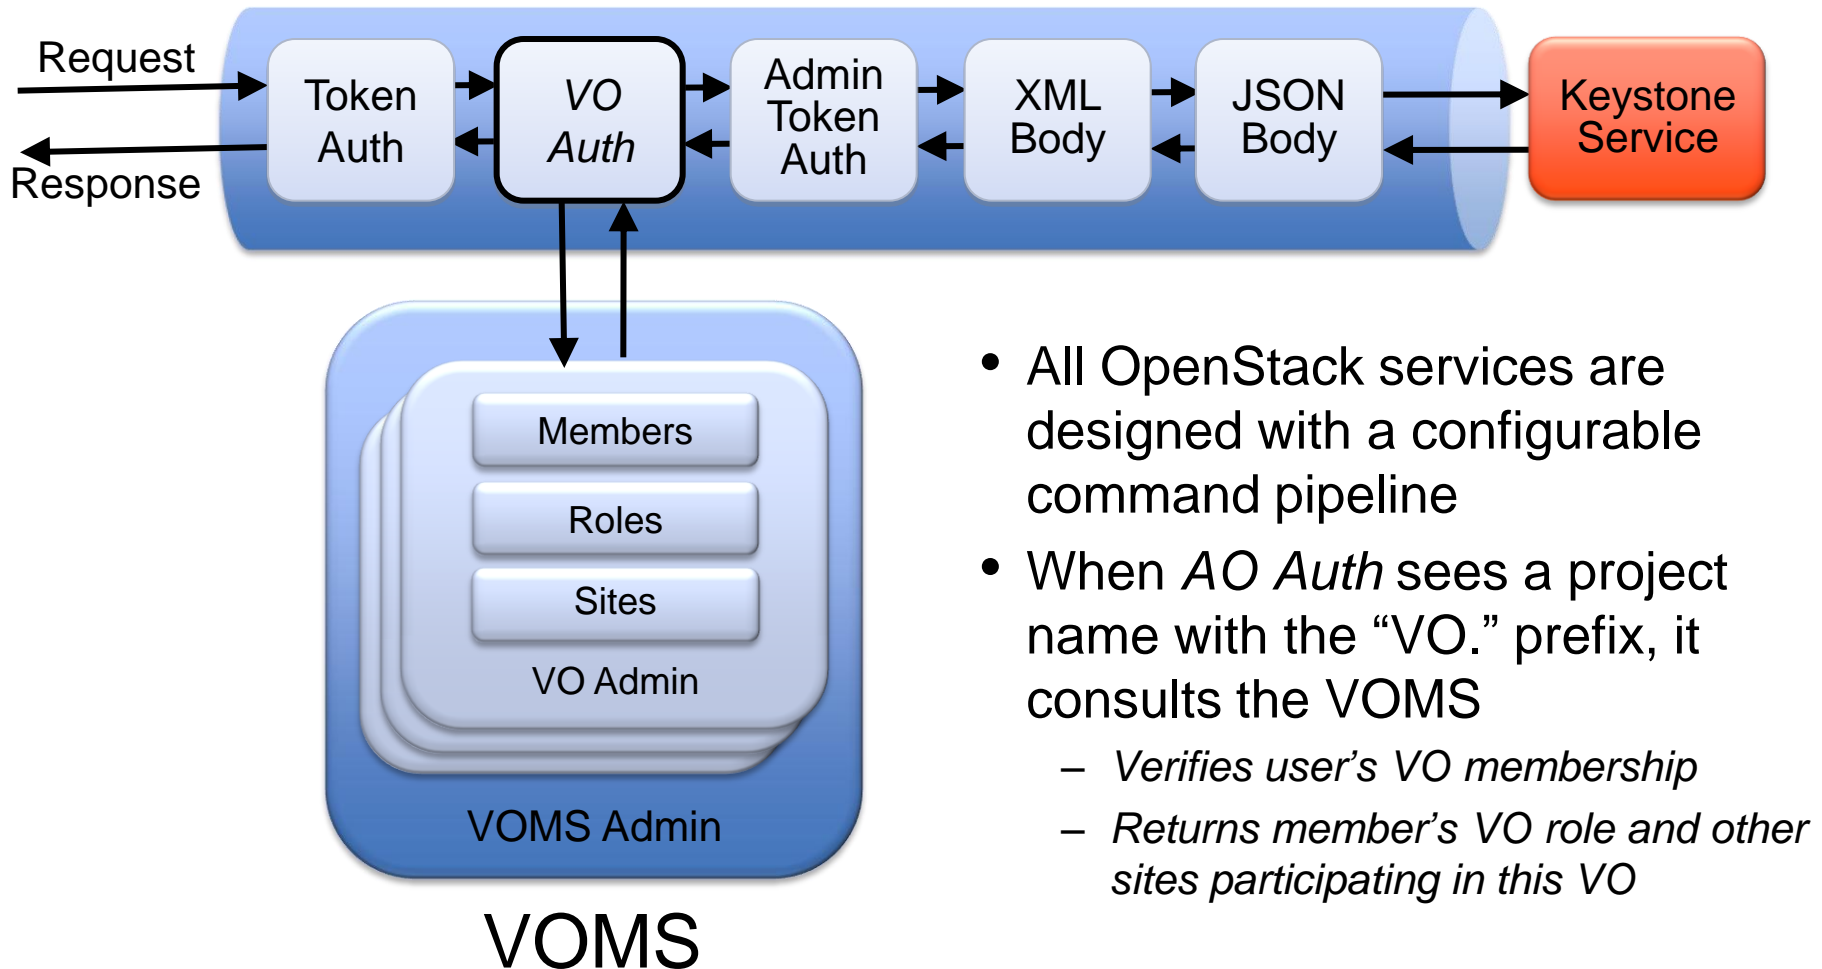 Request
Response
Token
Auth
VO
Auth
Admin
Token
Auth
XML
Body
JSON
Body
Keystone
Service
Members
Roles
Sites
VO Admin
VOMS Admin
VOMS
• All OpenStack services are
designed with a configurable
command pipeline
• When AO Auth sees a project
name with the “VO.” prefix, it
consults the VOMS
– Verifies user’s VO membership
– Returns member’s VO role and other
sites participating in this VO